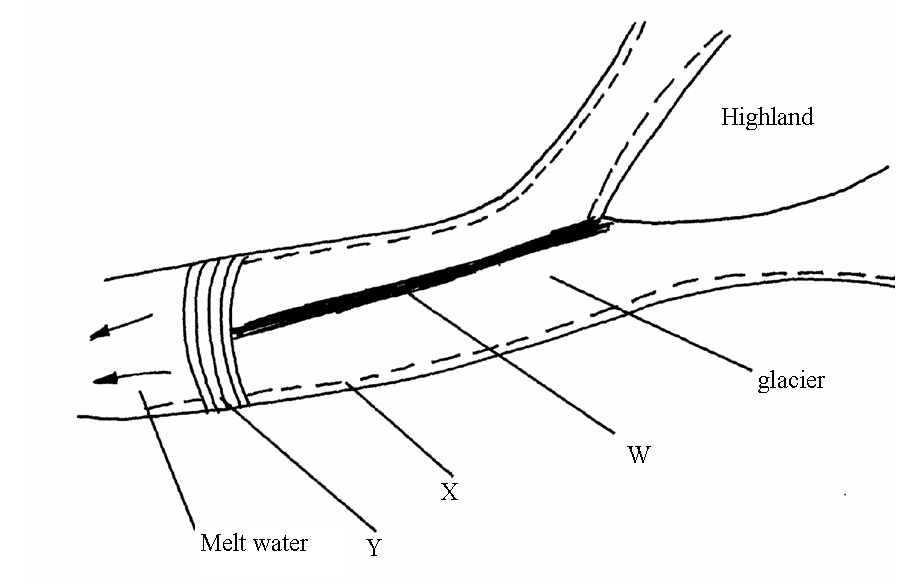 Highland
glacier
W
X
Melt water
Y